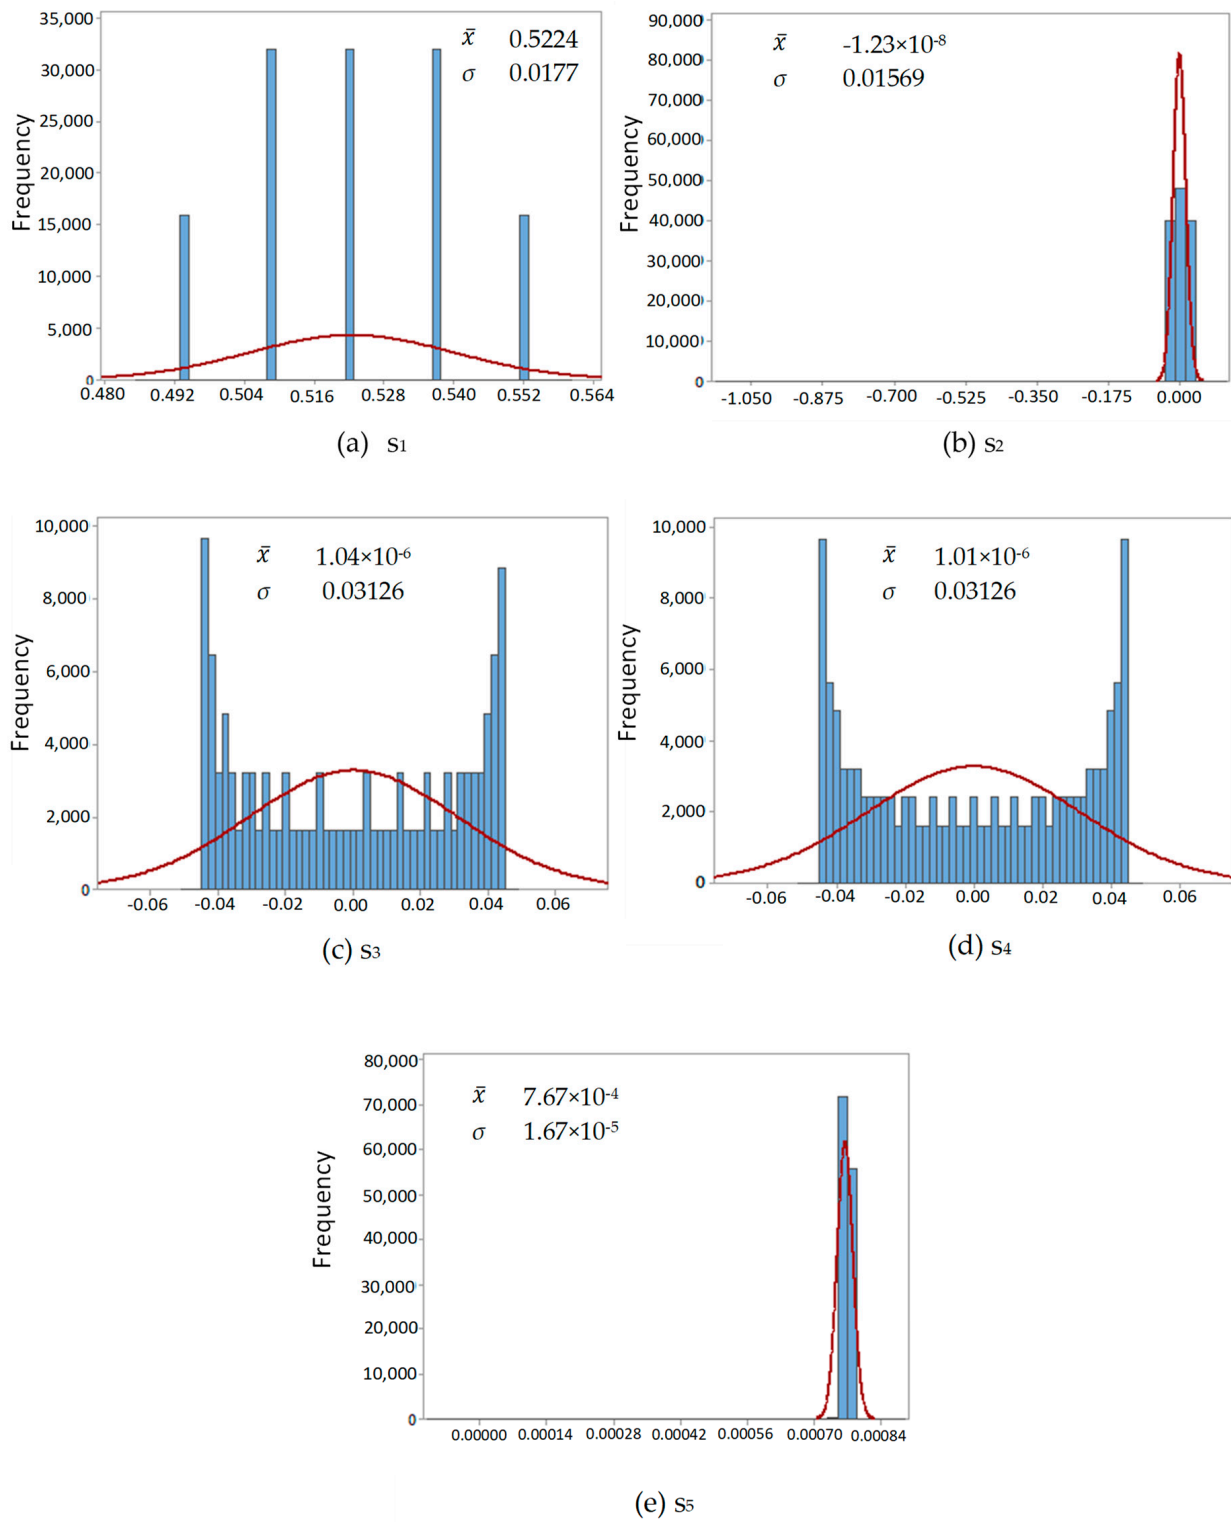 35,000
30,000
25,000
20,000
15,000
10,000
5,000
0
Frequency
x̄ 0.5224
σ 0.0177
0.480 0.492 0.504 0.516 0.528 0.540 0.552 0.564
(a) s1
90,000
80,000
70,000
60,000
50,000
40,000
30,000
20,000
10,000
0
Frequency
x̄ -1.23×10-8
σ 0.01569
-1.050 -0.875 -0.700 -0.525 -0.350 -0.175 0.000
(b) s2
10,000
8,000
6,000
4,000
2,000
0
Frequency
x̄ 1.04×10-6
σ 0.03126
-0.06 -0.04 -0.02 0.00 0.02 0.04 0.06
(c) s3
10,000
8,000
6,000
4,000
2,000
0
Frequency
x̄ 1.01×10-6
σ 0.03126
-0.06 -0.04 -0.02 0.00 0.02 0.04 0.06
(d) s4
80,000
70,000
60,000
50,000
40,000
30,000
20,000
10,000
0
Frequency
x̄ 7.67×10-4
σ 1.67×10-5
0.00000 0.00014 0.00028 0.00042 0.00056 0.00070 0.00084
(e) s5